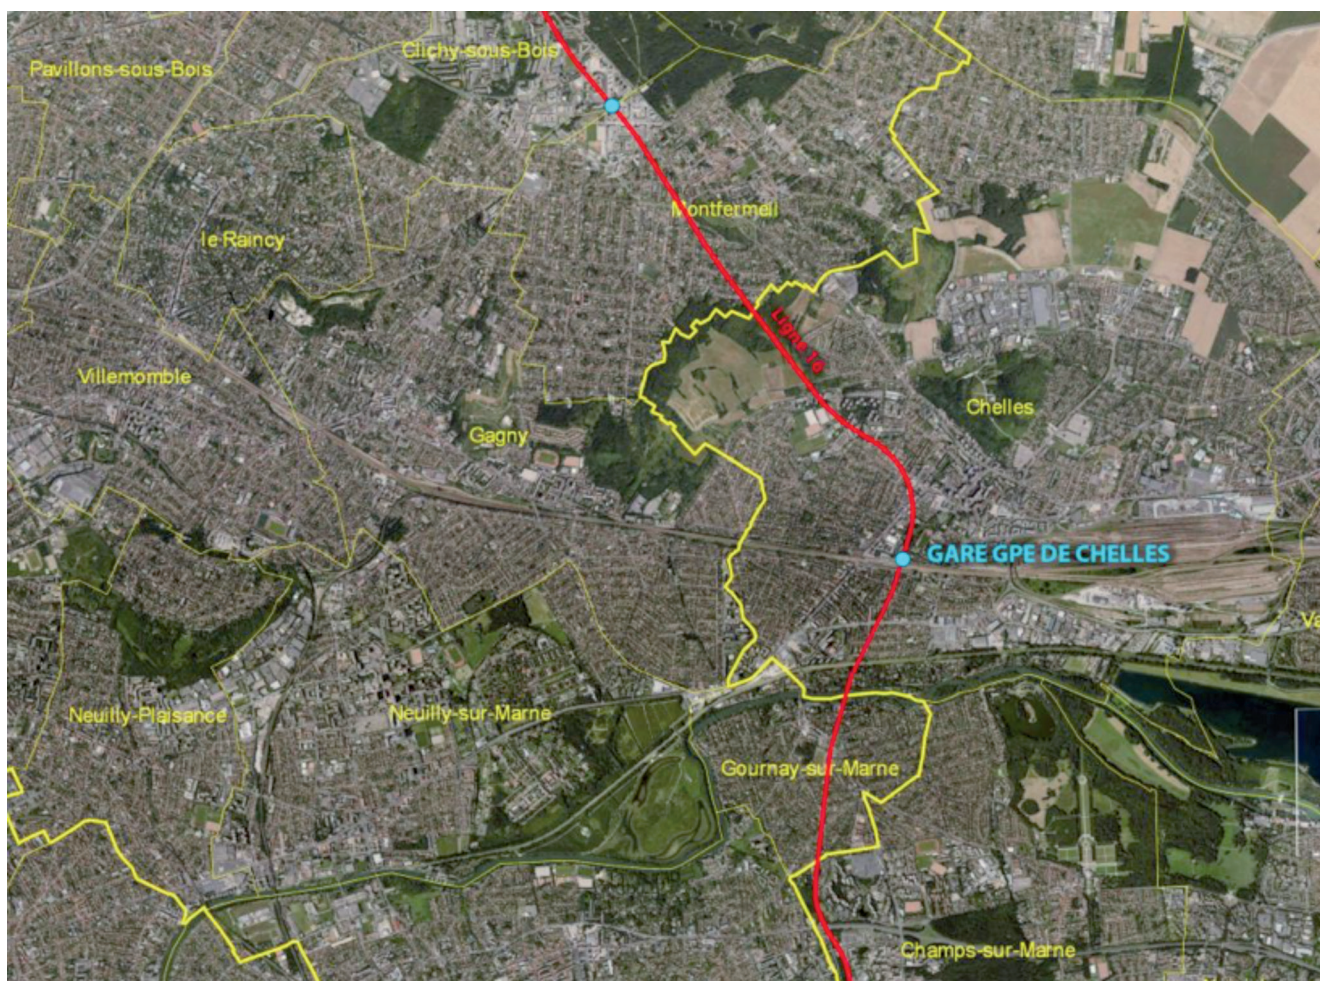 Clichy-sous-Bois
Pavillons-sous-Bois
Montfermeil
le Raincy
Ligne 16
Villemomble
Chelles
Gagny
GARE GPE DE CHELLES
Va
Neuilly-Plaisance
Neuilly-sur-Marne
Gournay-sur-Marne
Champs-sur-Marne